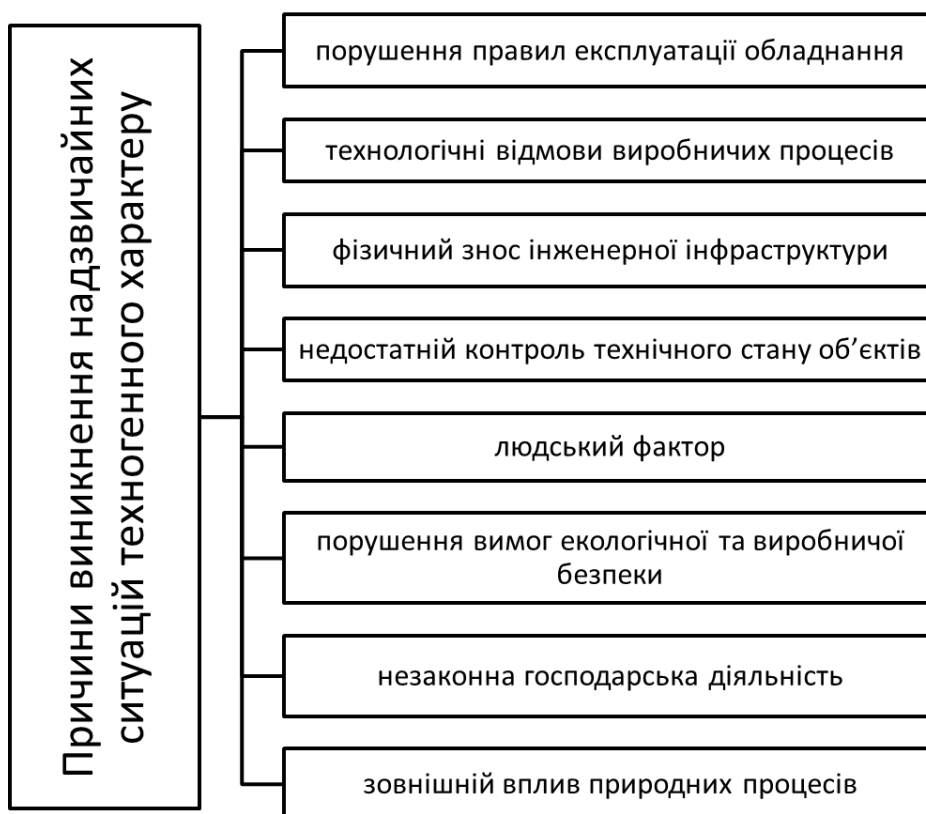 Причини виникнення надзвичайних
ситуацій техногенного характеру
порушення правил експлуатації обладнання
технологічні відмови виробничих процесів
фізичний знос інженерної інфраструктури
недостатній контроль технічного стану об’єктів
людський фактор
порушення вимог екологічної та виробничої
безпеки
незаконна господарська діяльність
зовнішній вплив природних процесів